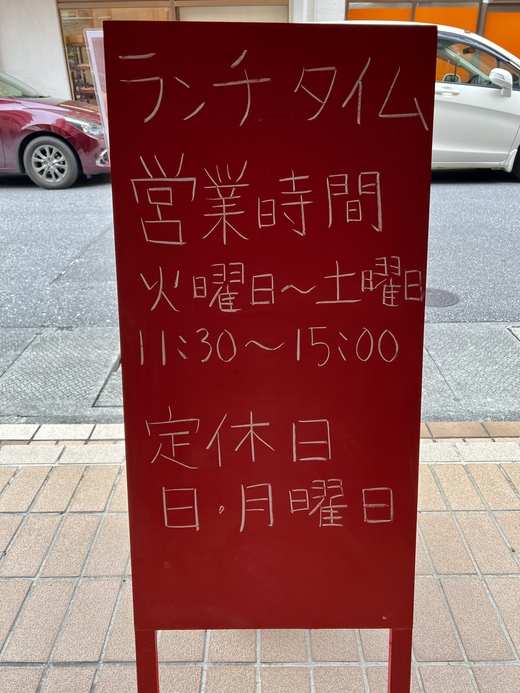 ランチタイム
営業時間
火曜日〜土曜日
11:30〜15:00
定休日
日・月曜日